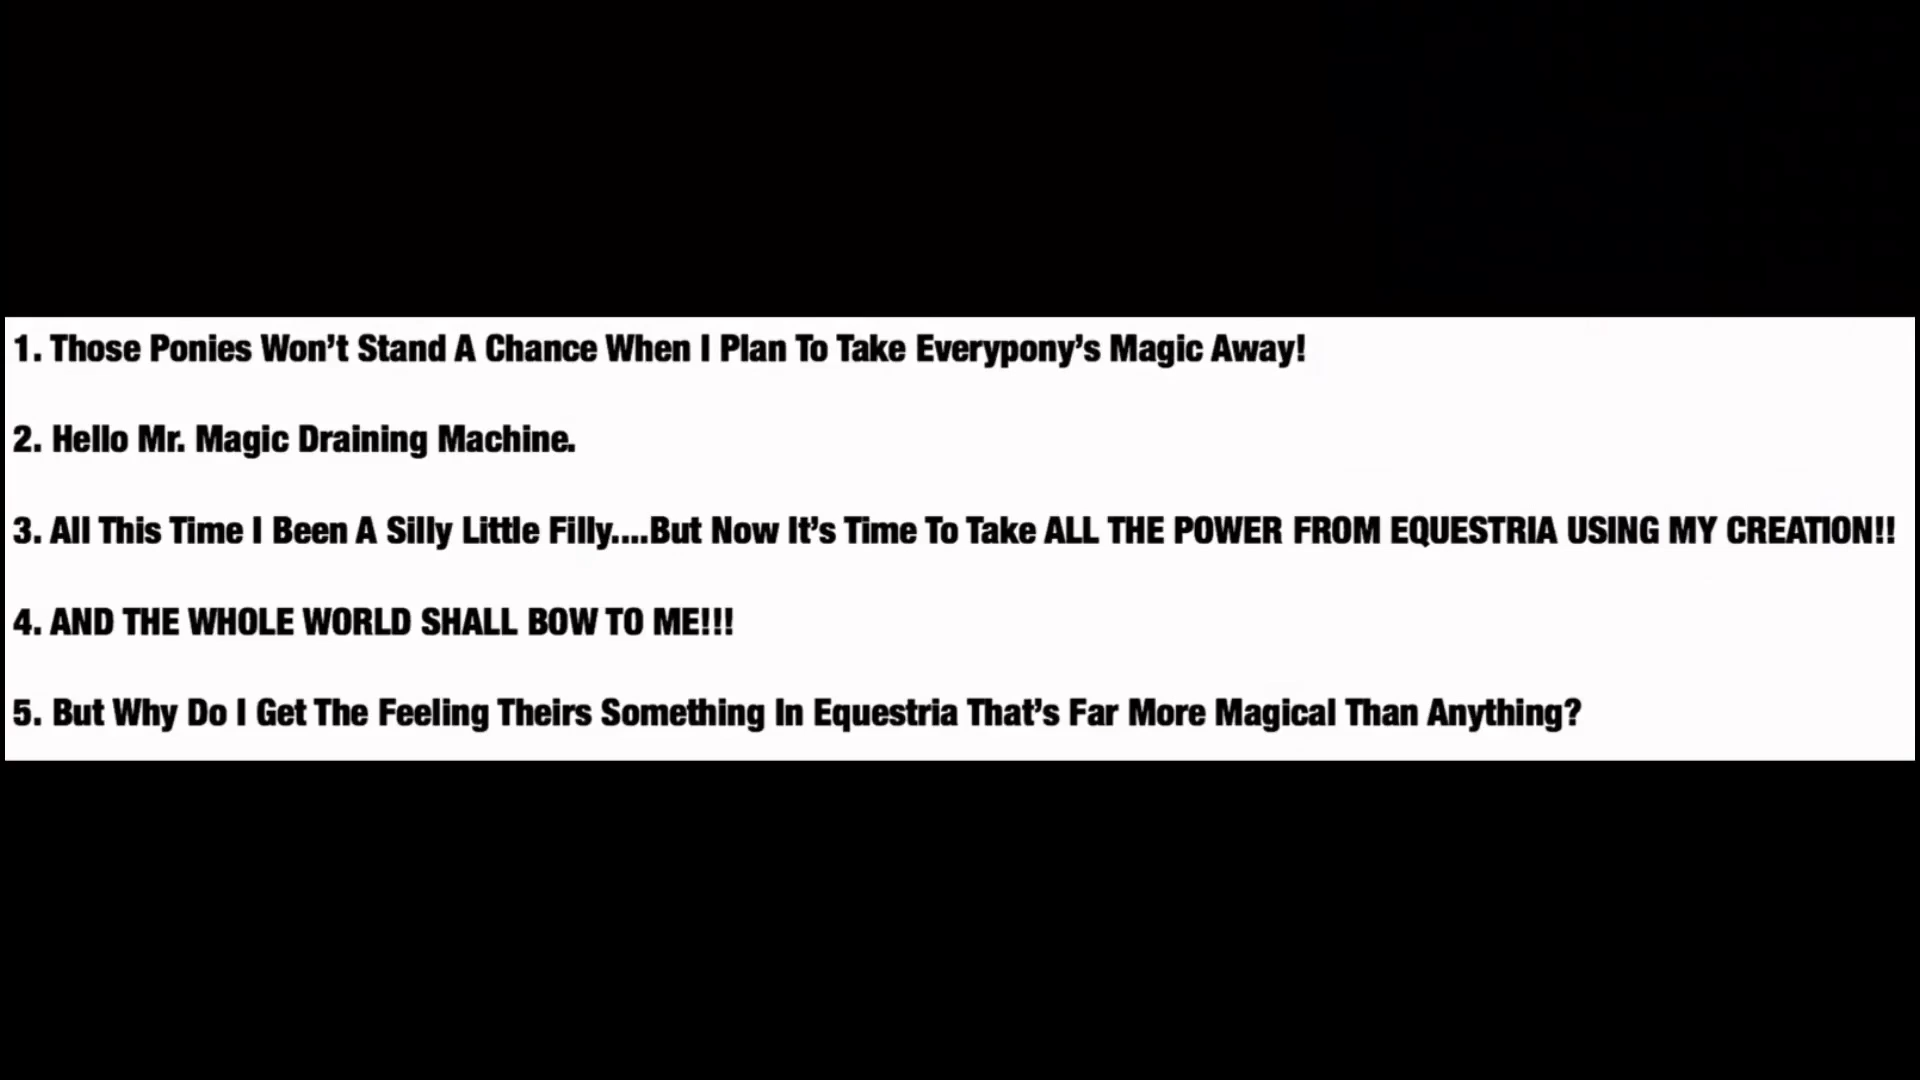 1. Those Ponies Won’t Stand A Chance When I Plan To Take Everypony’s Magic Away!
2. Hello Mr. Magic Draining Machine.
3. All This Time I Been A Silly Little Filly....But Now It’s Time To Take ALL THE POWER FROM EQUESTRIA USING MY CREATION!!
4. AND THE WHOLE WORLD SHALL BOW TO ME!!!
5. But Why Do I Get The Feeling Theirs Something In Equestria That’s Far More Magical Than Anything?